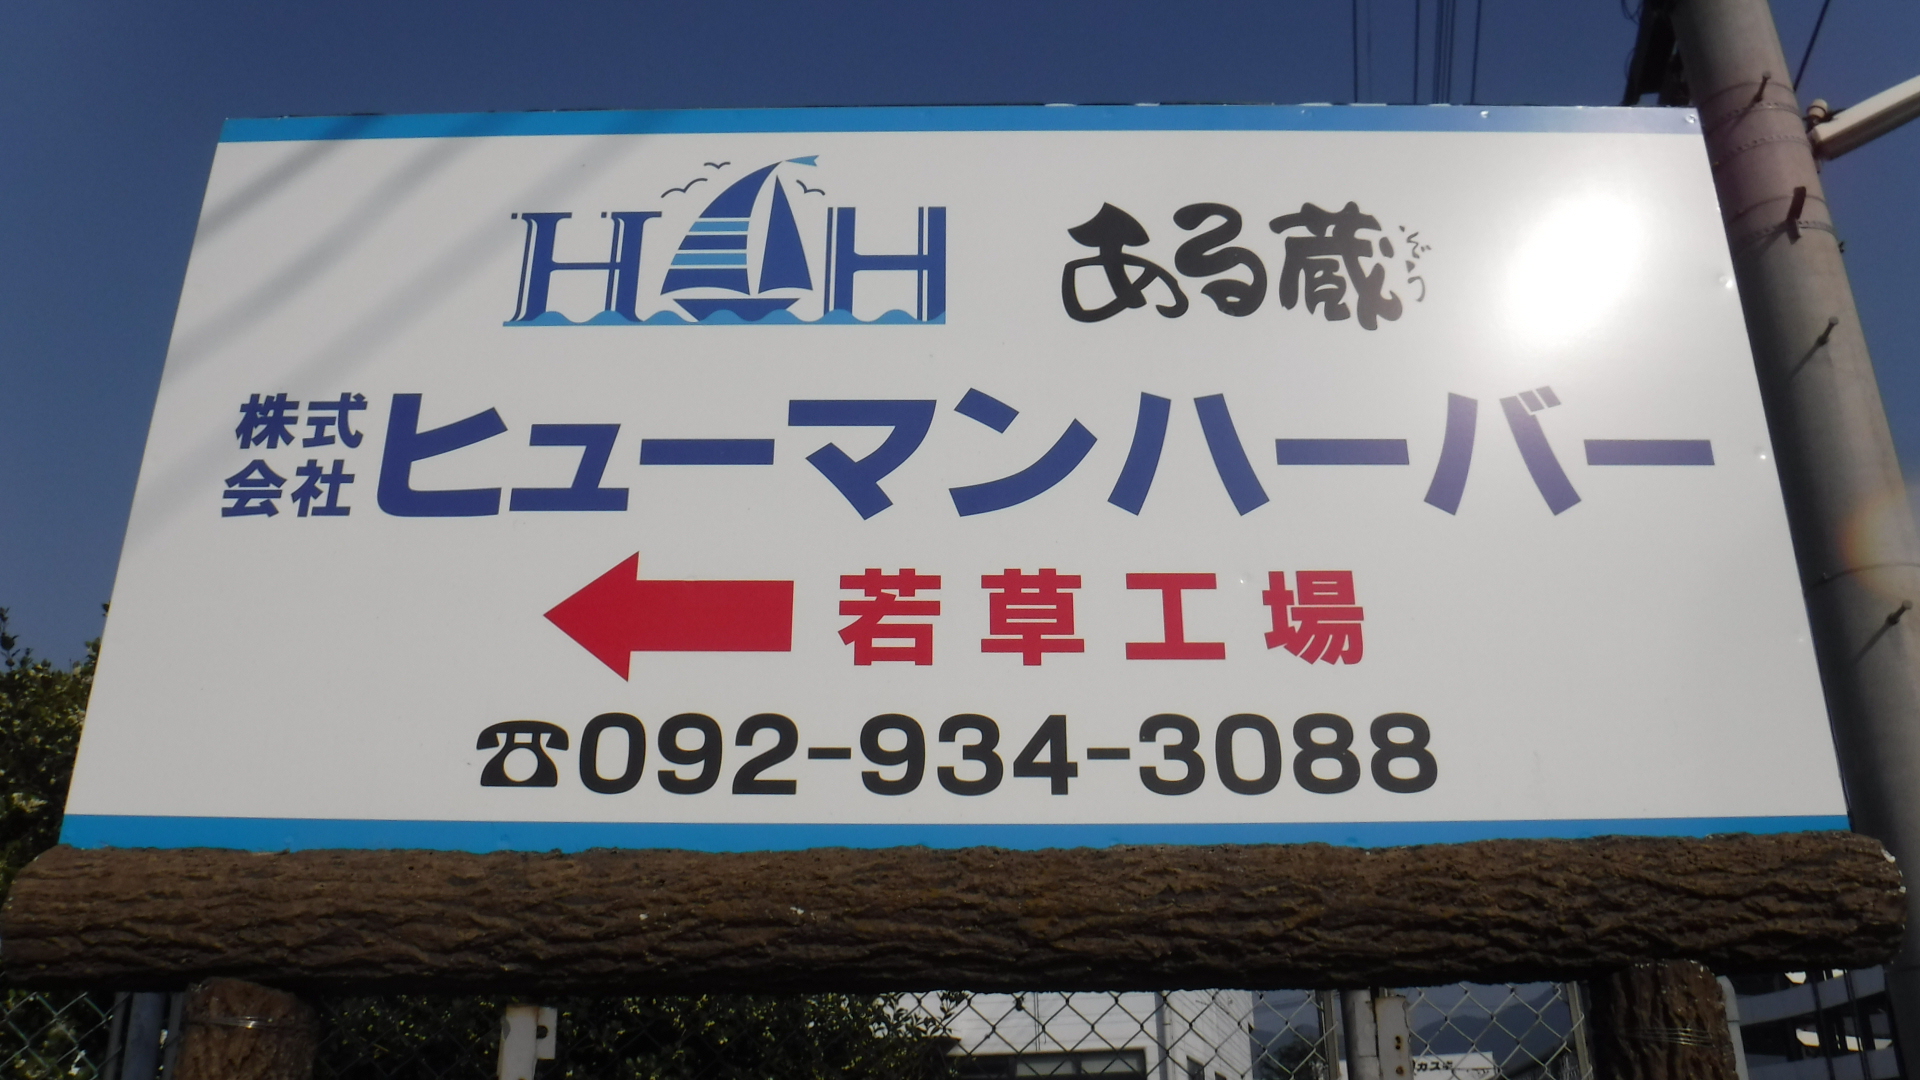 HH ある蔵
ぞう
株式
会社
ヒューマンハーバー
若草工場
☎092-934-3088